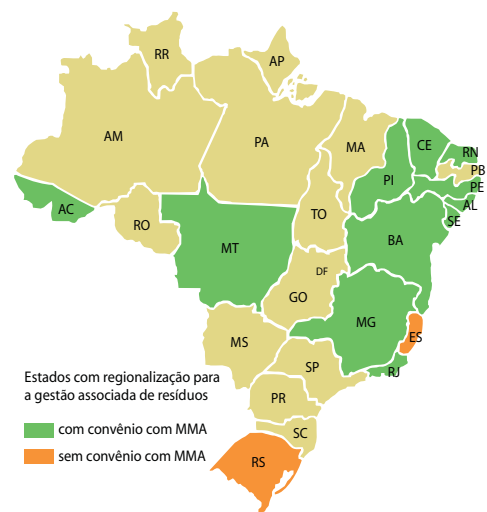 RR
AP
AM
PA
MA
CE
RN
PB
PI
PE
AL
AC
SE
RO
TO
BA
MT
DF
GO
MG
ES
MS
SP
RJ
Estados com regionalização para
a gestão associada de resíduos
PR
com convênio com MMA
SC
sem convênio com MMA
RS